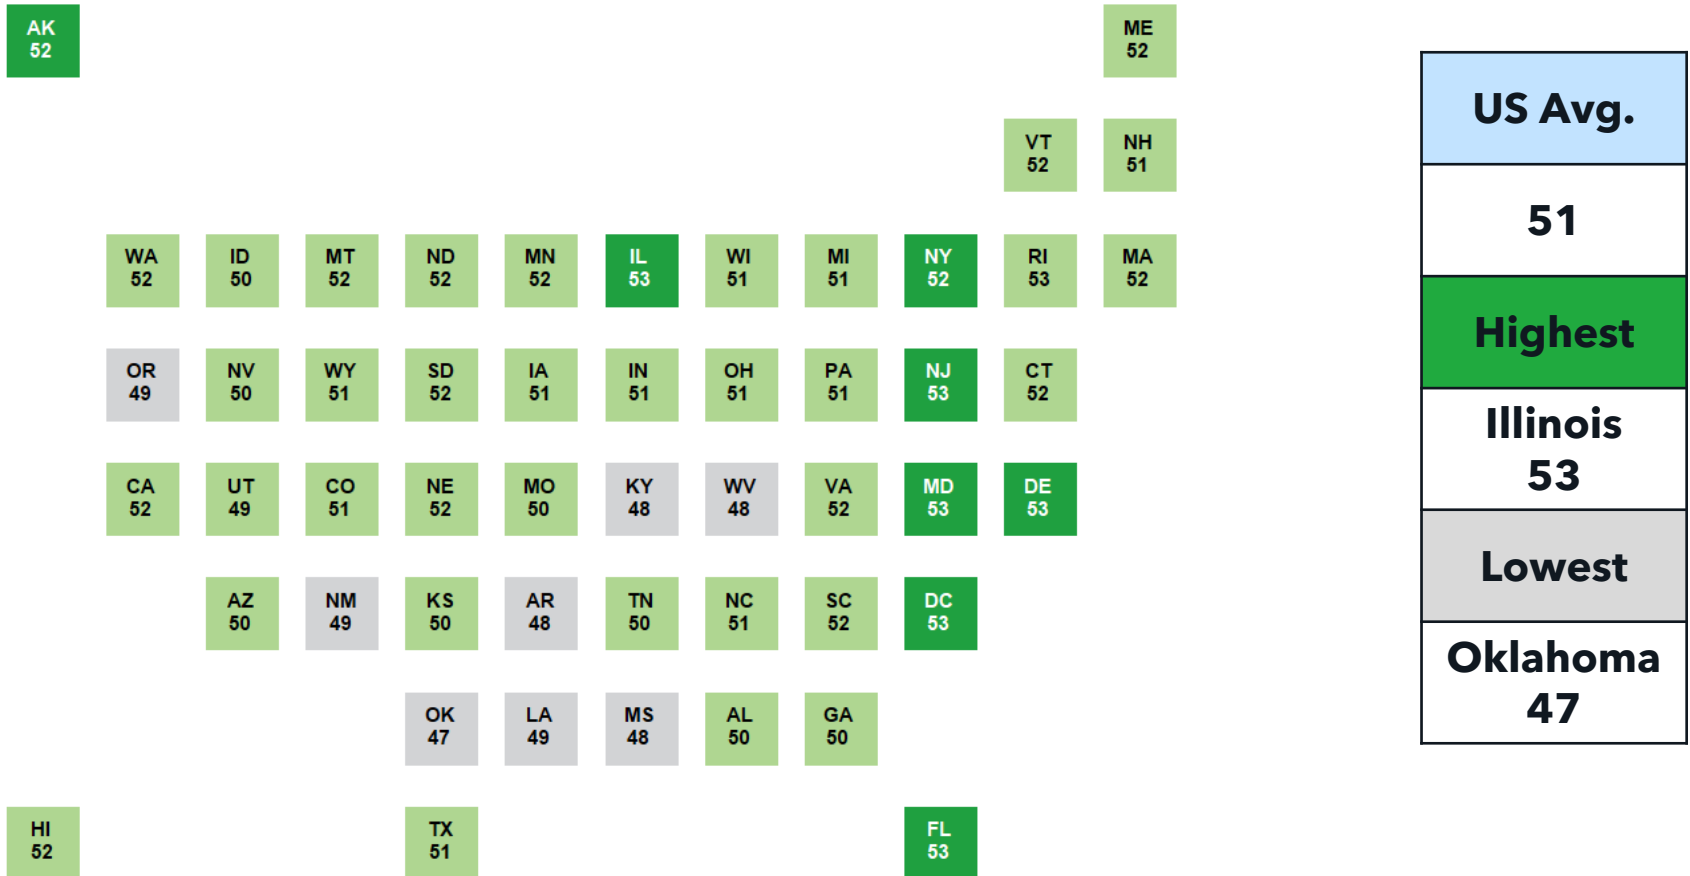 AK
52
ME
52
VT
52
NH
51
WA
52
ID
50
MT
52
ND
52
MN
52
IL
53
WI
51
MI
51
NY
52
RI
53
MA
52
OR
49
NV
50
WY
51
SD
52
IA
51
IN
51
OH
51
PA
51
NJ
53
CT
52
CA
52
UT
49
CO
51
NE
52
MO
50
KY
48
WV
48
VA
52
MD
53
DE
53
AZ
50
NM
49
KS
50
AR
48
TN
50
NC
51
SC
52
DC
53
OK
47
LA
49
MS
48
AL
50
GA
50
HI
52
TX
51
FL
53
US Avg.
51
Highest
Illinois
53
Lowest
Oklahoma
47